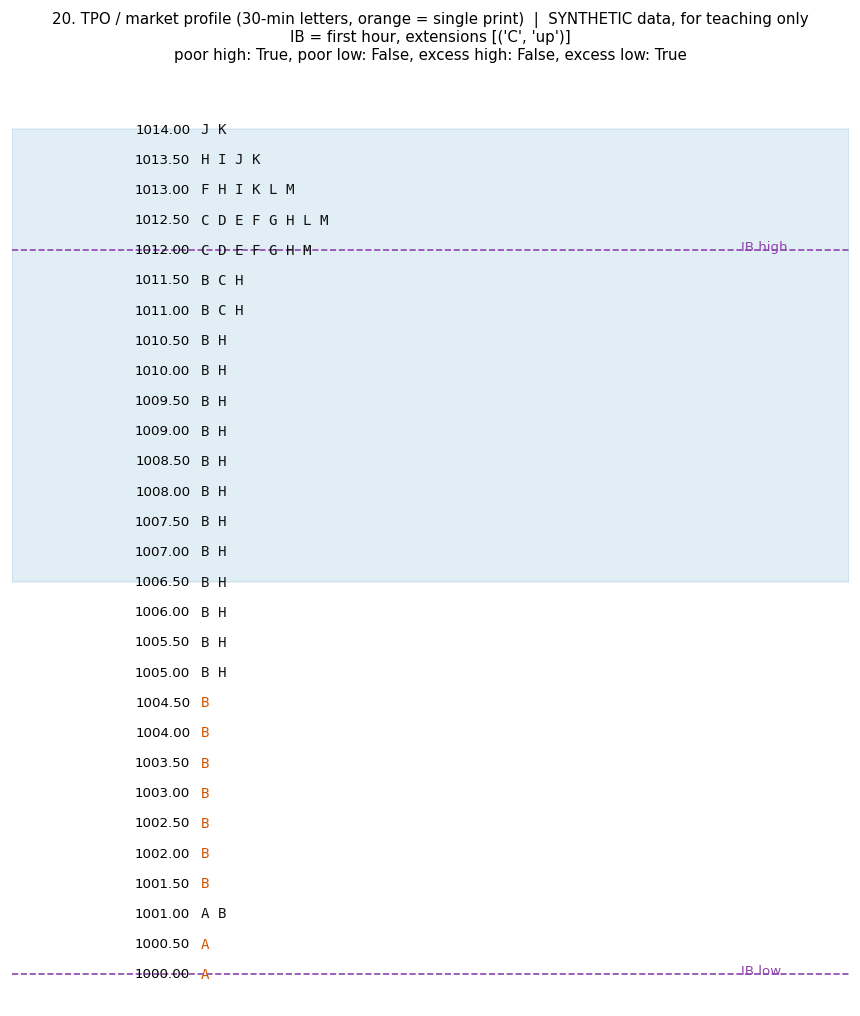 20. TPO / market profile (30-min letters, orange = single print)  |  SYNTHETIC data, for teaching only
IB = first hour, extensions [('C', 'up')]
poor high: True, poor low: False, excess high: False, excess low: True
1014.00 J K
1013.50 H I J K
1013.00 F H I K L M
1012.50 C D E F G H L M
1012.00 C D E F G H M IB high
1011.50 B C H
1011.00 B C H
1010.50 B H
1010.00 B H
1009.50 B H
1009.00 B H
1008.50 B H
1008.00 B H
1007.50 B H
1007.00 B H
1006.50 B H
1006.00 B H
1005.50 B H
1005.00 B H
1004.50 B
1004.00 B
1003.50 B
1003.00 B
1002.50 B
1002.00 B
1001.50 B
1001.00 A B
1000.50 A
1000.00 A IB low